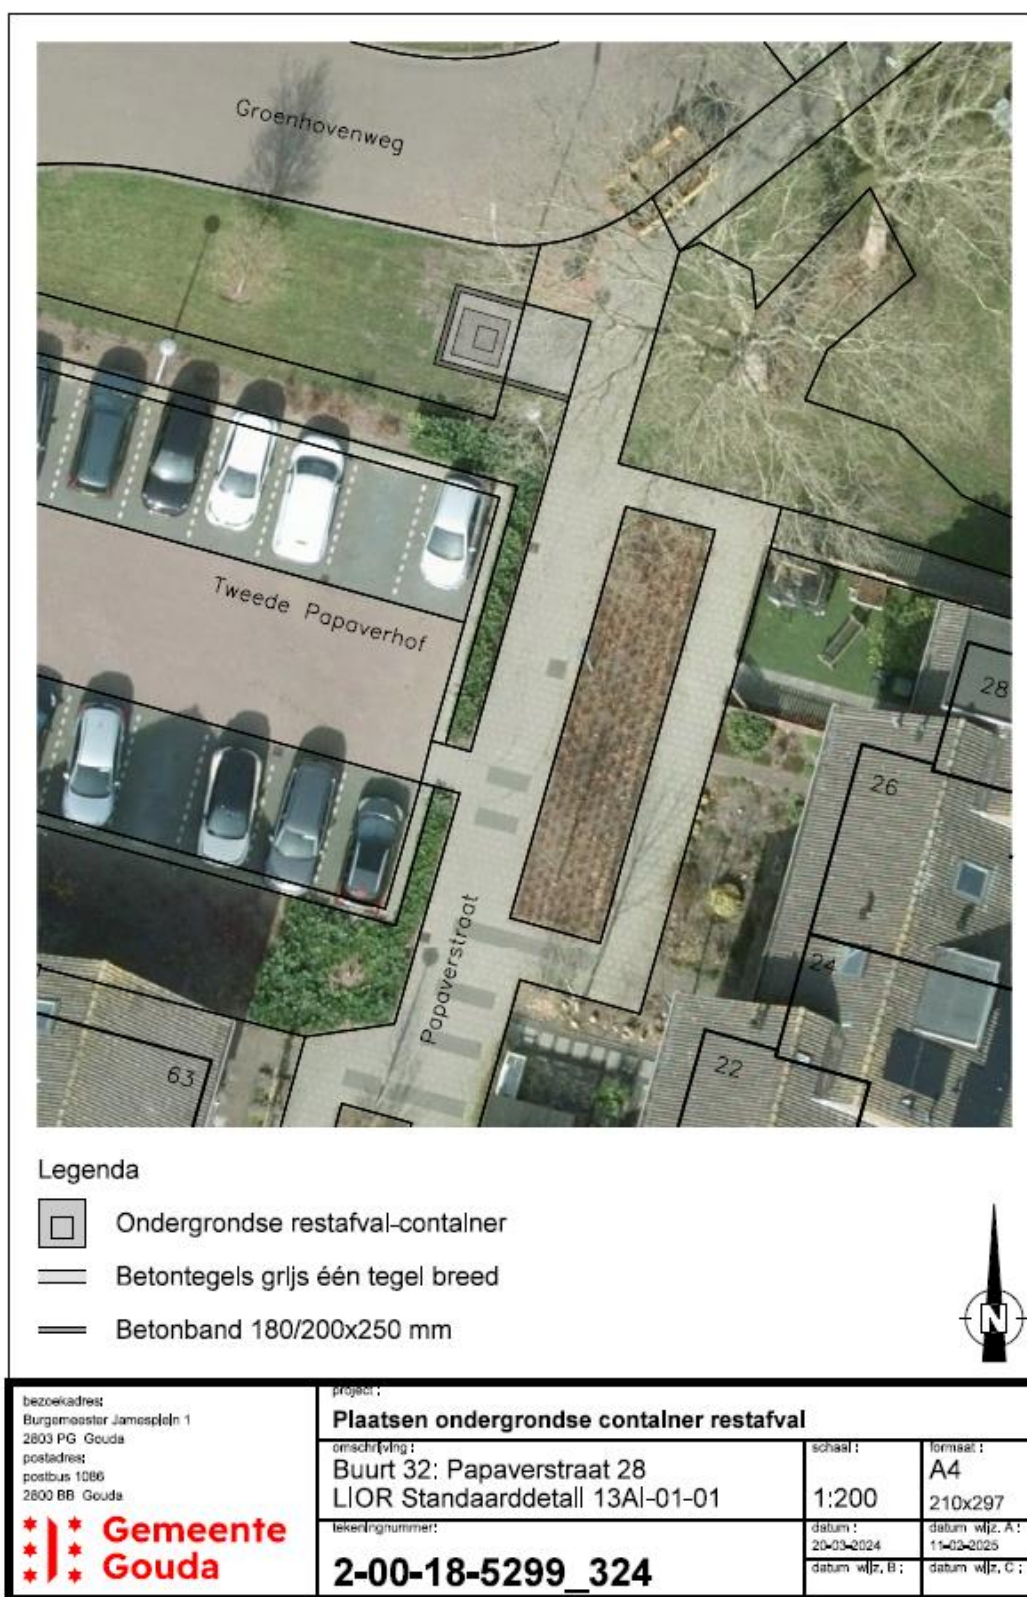 Groenhovenweg
Tweede Papaverhof
28
26
24
Papaverstraat
22
63
Legenda
Ondergrondse restafval-container
Betontegels grijs één tegel breed
Betonband 180/200x250 mm
N
bezoekadres:
Burgemeester Jamesplein 1
2803 PG Gouda
postadres:
postbus 1086
2800 BB Gouda
Gemeente
Gouda
project :
Plaatsen ondergrondse container restafval
omschrijving :
Buurt 32: Papaverstraat 28
LIOR Standaarddetail 13AI-01-01
schaal :
1:200
formaat :
A4
210x297
tekeningnummer:
2-00-18-5299_324
datum :
20-03-2024
datum wijz. A :
11-02-2025
datum wijz. B :
datum wijz. C :